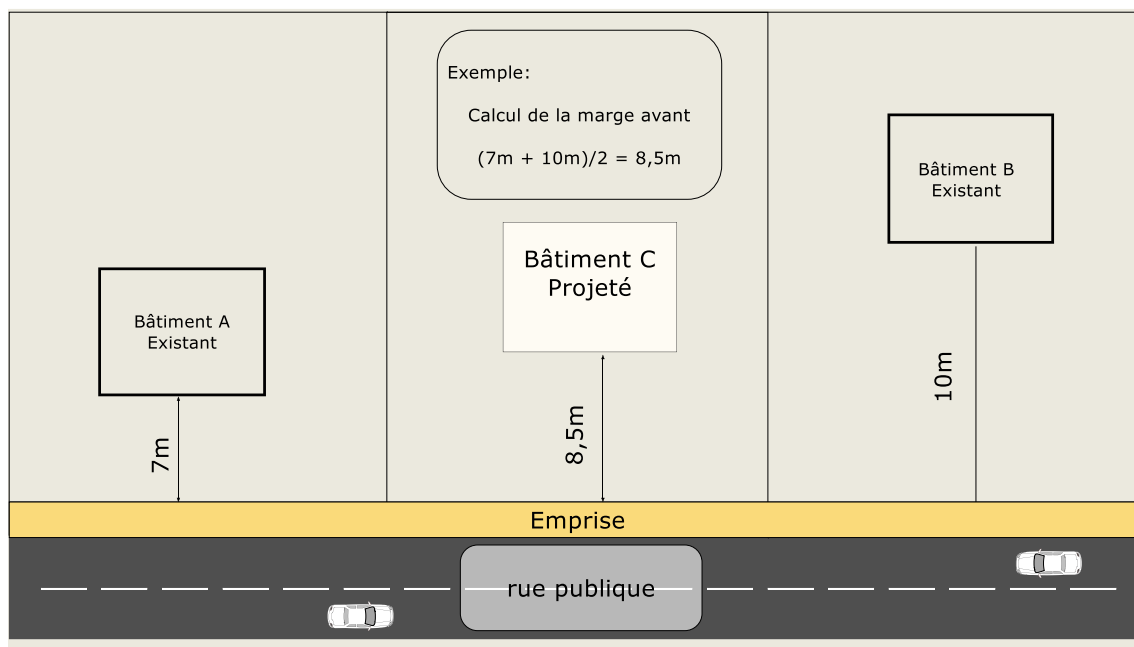 Exemple:
Calcul de la marge avant
(7m + 10m)/2 = 8,5m
Bâtiment B
Existant
Bâtiment C
Projeté
Bâtiment A
Existant
10m
8,5m
7m
Emprise
rue publique